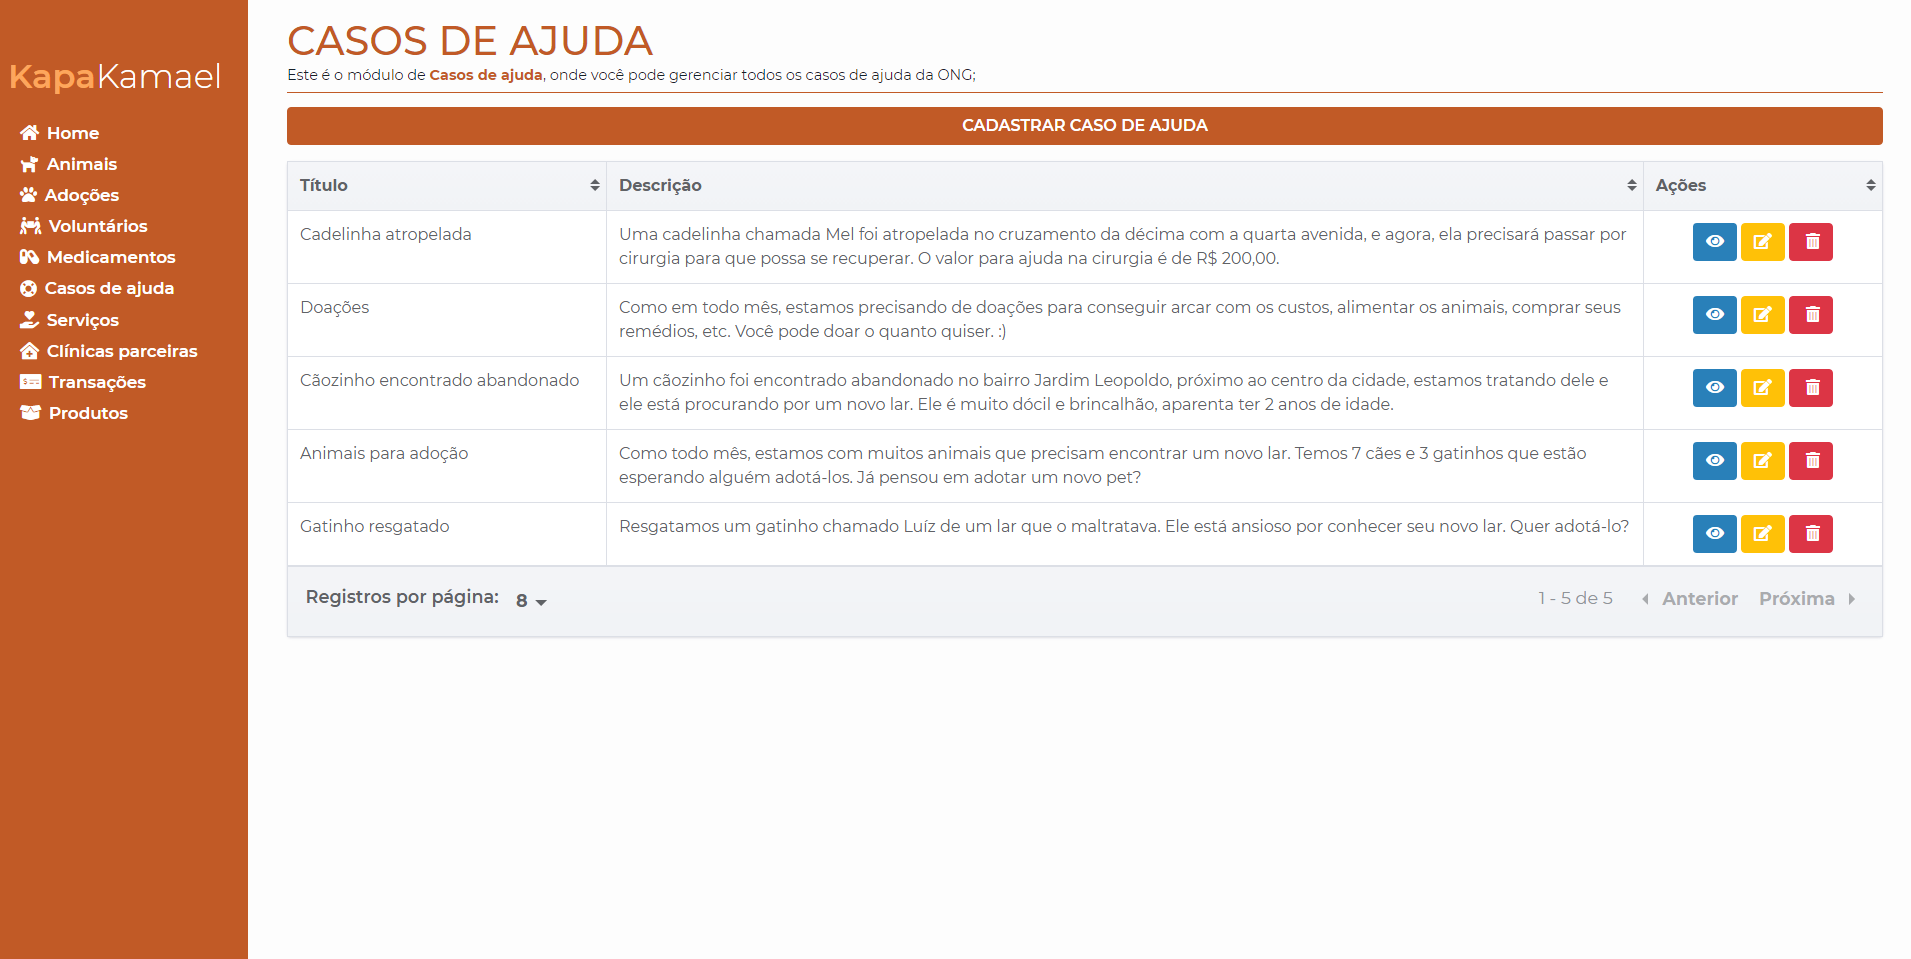 KapaKamael
Home
Animais
Adoções
Voluntários
Medicamentos
Casos de ajuda
Serviços
Clínicas parceiras
Transações
Produtos
CASOS DE AJUDA
Este é o módulo de Casos de ajuda, onde você pode gerenciar todos os casos de ajuda da ONG;
CADASTRAR CASO DE AJUDA
Título Descrição Ações
Cadelinha atropelada
Uma cadelinha chamada Mel foi atropelada no cruzamento da décima com a quarta avenida, e agora, ela precisará passar por
cirurgia para que possa se recuperar. O valor para ajuda na cirurgia é de R$ 200,00.
Doações
Como em todo mês, estamos precisando de doações para conseguir arcar com os custos, alimentar os animais, comprar seus
remédios, etc. Você pode doar o quanto quiser. :)
Cãozinho encontrado abandonado
Um cãozinho foi encontrado abandonado no bairro Jardim Leopoldo, próximo ao centro da cidade, estamos tratando dele e
ele está procurando por um novo lar. Ele é muito dócil e brincalhão, aparenta ter 2 anos de idade.
Animais para adoção
Como todo mês, estamos com muitos animais que precisam encontrar um novo lar. Temos 7 cães e 3 gatinhos que estão
esperando alguém adotá-los. Já pensou em adotar um novo pet?
Gatinho resgatado
Resgatamos um gatinho chamado Luíz de um lar que o maltratava. Ele está ansioso por conhecer seu novo lar. Quer adotá-lo?
Registros por página: 8
1 - 5 de 5 Anterior Próxima